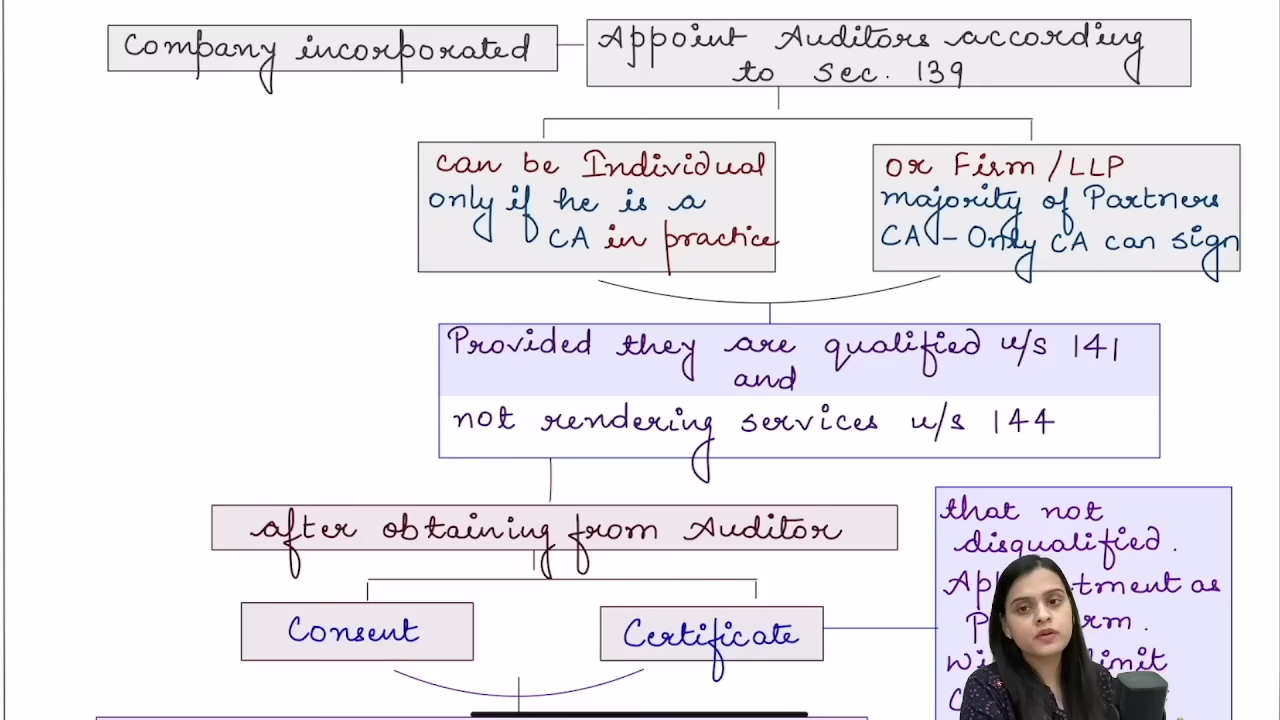 Company incorporated
Appoint Auditors according
to sec. 139
can be Individual
only if he is a
CA in practice
or Firm / LLP
majority of Partners
CA - Only CA can sign
Provided they are qualified u/s 141
and
not rendering services u/s 144
after obtaining from Auditor
Consent
Certificate
that not
disqualified.
as